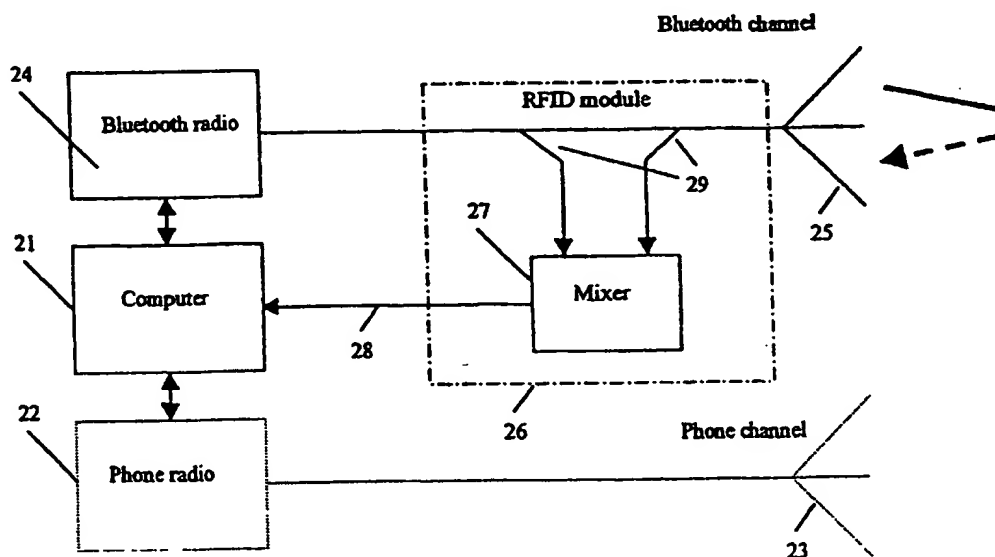 Bluetooth channel
24
Bluetooth radio
RFID module
29
25
27
21
Computer
Mixer
28
22
26
Phone channel
Phone radio
23